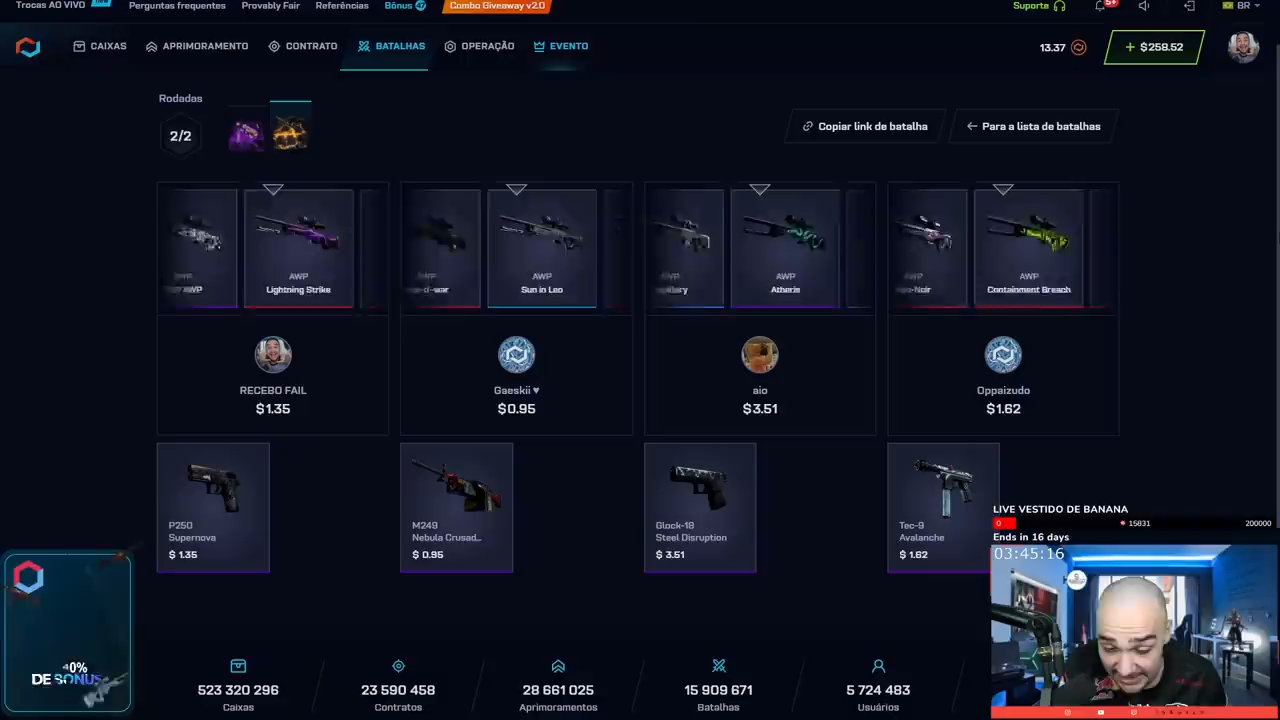 Trocas AO VIVO
Perguntas frequentes
Provably Fair
Referências
Bônus
Combo Giveaway v2.0
Suporte
5+
BR
CAIXAS
APRIMORAMENTO
CONTRATO
BATALHAS
OPERAÇÃO
EVENTO
13.37
+ $258.52
Rodadas
2/2
Copiar link de batalha
Para a lista de batalhas
AWP
Lightning Strike
AWP
Sun in Leo
AWP
Atheris
AWP
Containment Breach
RECEBO FAIL
$1.35
Gaeskii ♥
$0.95
aio
$3.51
Oppaizudo
$1.62
P250
Supernova
$ 1.35
M249
Nebula Crusad...
$ 0.95
Glock-18
Steel Disruption
$ 3.51
Tec-9
Avalanche
$ 1.62
LIVE VESTIDO DE BANANA
0
15831
200000
Ends in 16 days
03:45:16
DE BONUS
523 320 296
Caixas
23 590 458
Contratos
28 661 025
Aprimoramentos
15 909 671
Batalhas
5 724 483
Usuários